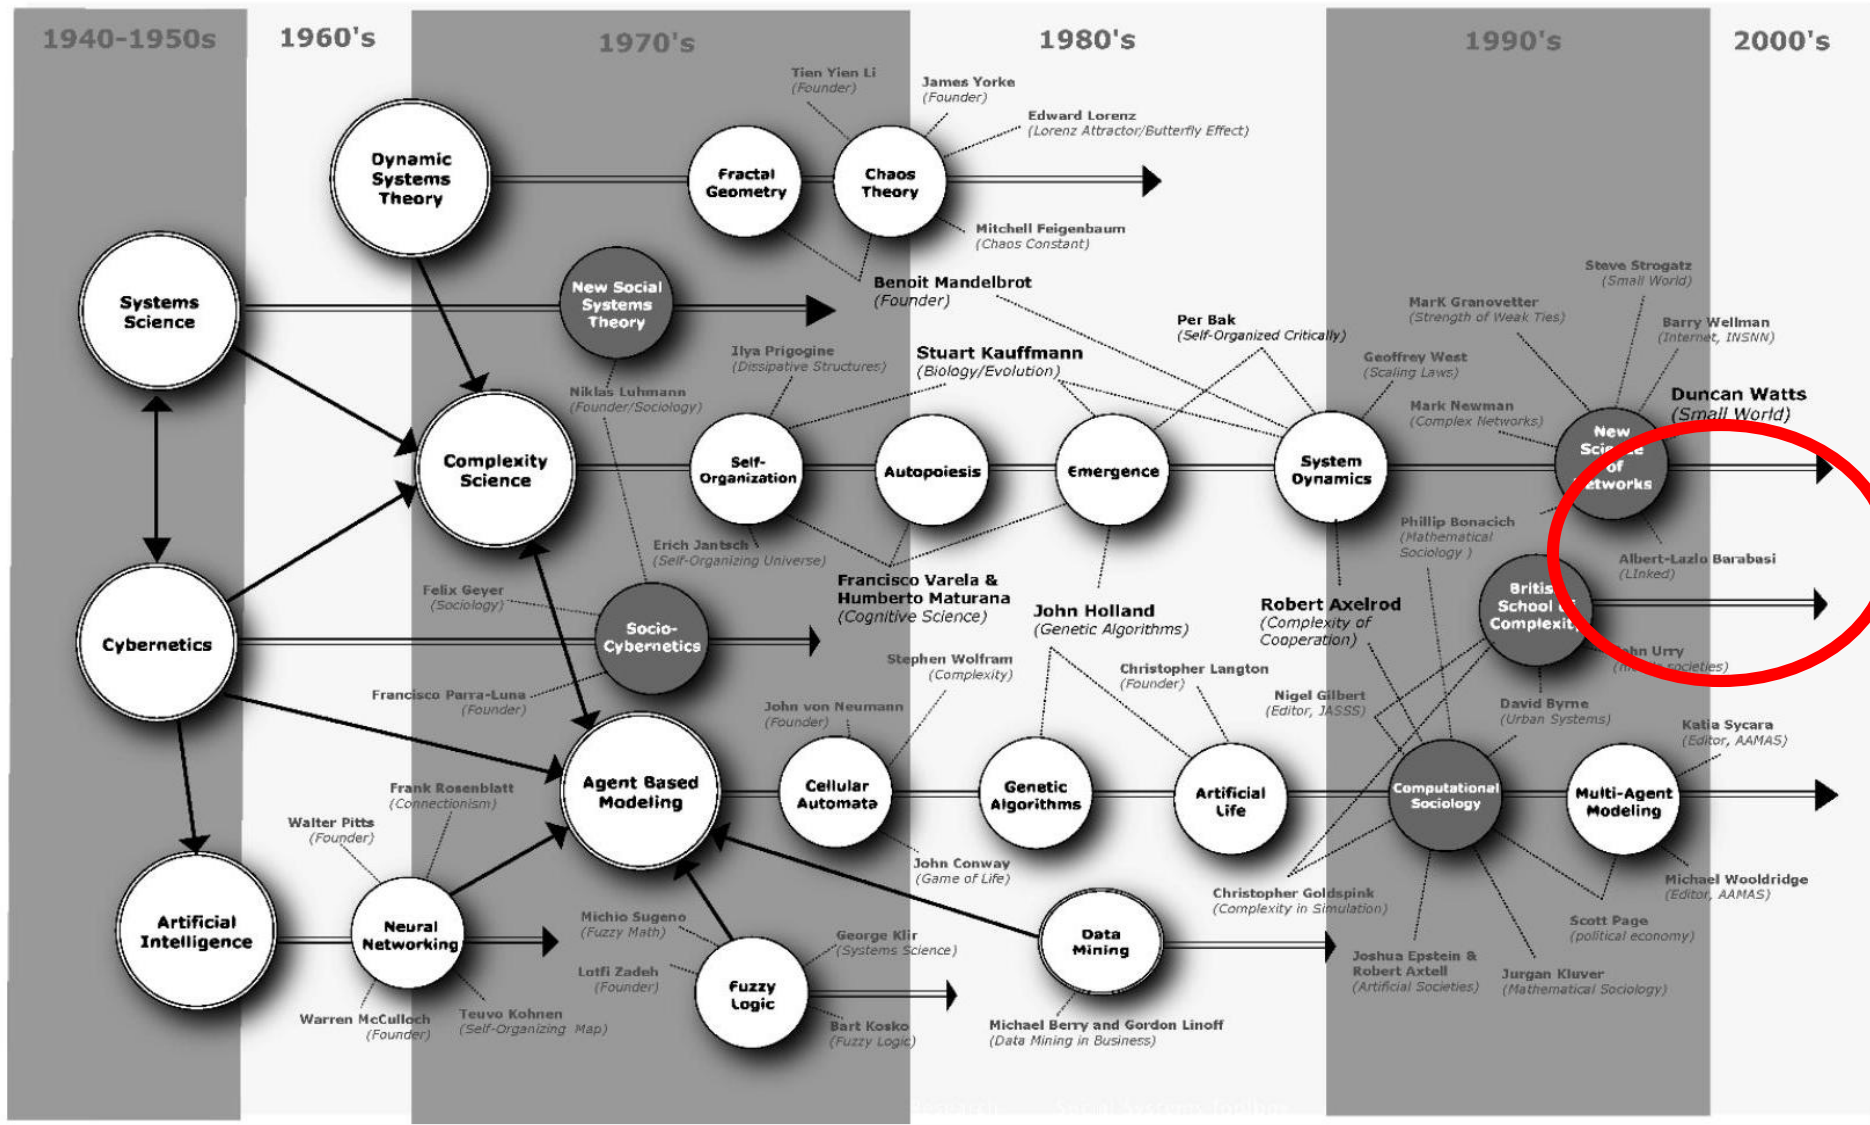 1940-1950s
1960's
1970's
1980's
1990's
2000's
Tien Yien Li
(Founder)
James Yorke
(Founder)
Edward Lorenz
(Lorenz Attractor/Butterfly Effect)
Dynamic
Systems
Theory
Fractal
Geometry
Chaos
Theory
Mitchell Feigenbaum
(Chaos Constant)
Benoit Mandelbrot
(Founder)
Systems
Science
New Social
Systems
Theory
Steve Strogatz
(Small World)
MarK Granovetter
(Strength of Weak Ties)
Barry Wellman
(Internet, INSNN)
Per Bak
(Self-Organized Critically)
Ilya Prigogine
(Dissipative Structures)
Stuart Kauffmann
(Biology/Evolution)
Geoffrey West
(Scaling Laws)
Niklas Luhmann
(Founder/Sociology)
Mark Newman
(Complex Networks)
Duncan Watts
(Small World)
Complexity
Science
Self-
Organization
Autopoiesis
Emergence
System
Dynamics
New
Science
of
Networks
Erich Jantsch
(Self-Organizing Universe)
Phillip Bonacich
(Mathematical
Sociology )
Albert-Lazlo Barabasi
(LInked)
Francisco Varela &
Humberto Maturana
(Cognitive Science)
Felix Geyer
(Sociology)
John Holland
(Genetic Algorithms)
Robert Axelrod
(Complexity of
Cooperation)
British
School of
Complexity
Cybernetics
Socio-
Cybernetics
John Urry
societies)
Stephen Wolfram
(Complexity)
Christopher Langton
(Founder)
Francisco Parra-Luna
(Founder)
John von Neumann
(Founder)
Nigel Gilbert
(Editor, JASSS)
David Byrne
(Urban Systems)
Katia Sycara
(Editor, AAMAS)
Agent Based
Modeling
Cellular
Automata
Genetic
Algorithms
Artificial
Life
Computational
Sociology
Multi-Agent
Modeling
Frank Rosenblatt
(Connectionism)
Walter Pitts
(Founder)
John Conway
(Game of Life)
Christopher Goldspink
(Complexity in Simulation)
Michael Wooldridge
(Editor, AAMAS)
Artificial
Intelligence
Neural
Networking
Michio Sugeno
(Fuzzy Math)
George Klir
(Systems Science)
Data
Mining
Scott Page
(political economy)
Joshua Epstein &
Robert Axtell
(Artificial Societies)
Jurgan Kluver
(Mathematical Sociology)
Lotfi Zadeh
(Founder)
Fuzzy
Logic
Warren McCulloch
(Founder)
Teuvo Kohnen
(Self-Organizing Map)
Bart Kosko
(Fuzzy Logic)
Michael Berry and Gordon Linoff
(Data Mining in Business)